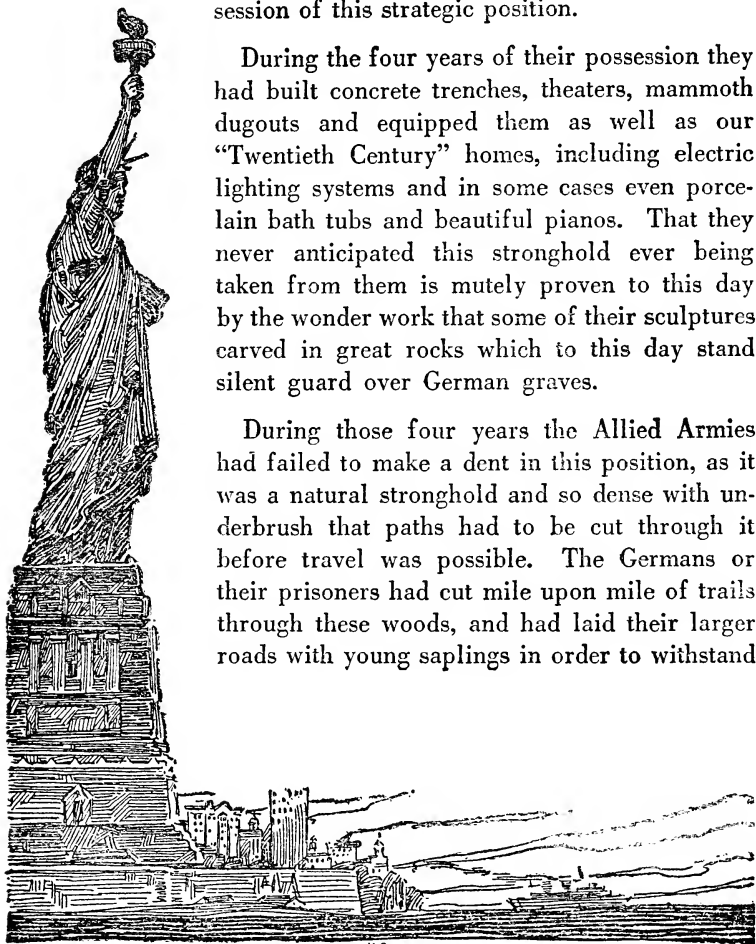 session of this strategic position.
During the four years of their possession they
had built concrete trenches, theaters, mammoth
dugouts and equipped them as well as our
“Twentieth Century” homes, including electric
lighting systems and in some cases even porce-
lain bath tubs and beautiful pianos. That they
never anticipated this stronghold ever being
taken from them is mutely proven to this day
by the wonder work that some of their sculptures
carved in great rocks which to this day stand
silent guard over German graves.
During those four years the Allied Armies
had failed to make a dent in this position, as it
was a natural stronghold and so dense with un-
derbrush that paths had to be cut through it
before travel was possible. The Germans or
their prisoners had cut mile upon mile of trails
through these woods, and had laid their larger
roads with young saplings in order to withstand